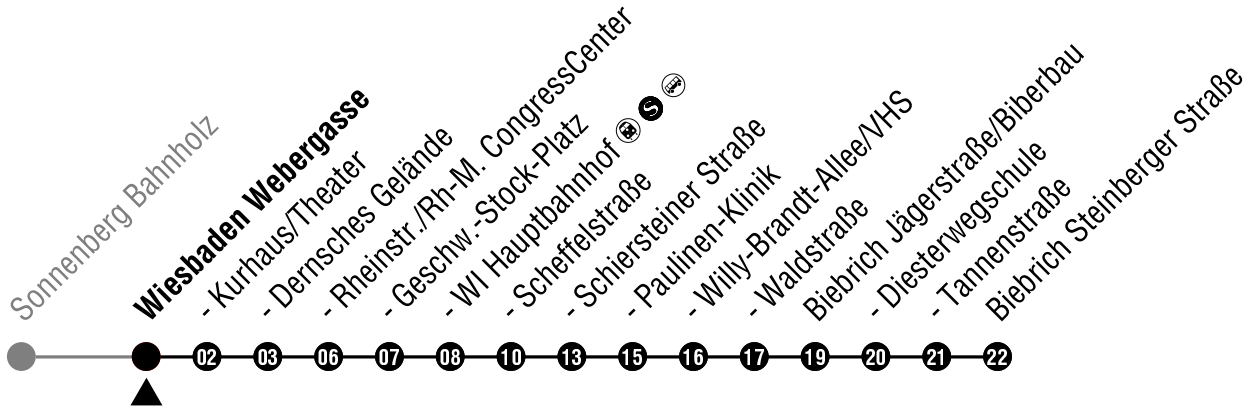 Sonnenberg Bahnholz
Wiesbaden Webergasse
- Kurhaus/Theater
- Dernsches Gelände
- Rheinstr./Rh-M. CongressCenter
- Geschw.-Stock-Platz
- WI Hauptbahnhof S
- Scheffelstraße
- Schiersteiner Straße
- Paulinen-Klinik
- Willy-Brandt-Allee/VHS
- Waldstraße
Biebrich Jägerstraße/Biberbau
- Diesterwegschule
- Tannenstraße
Biebrich Steinberger Straße
02 03 06 07 08 10 13 15 16 17 19 20 21 22